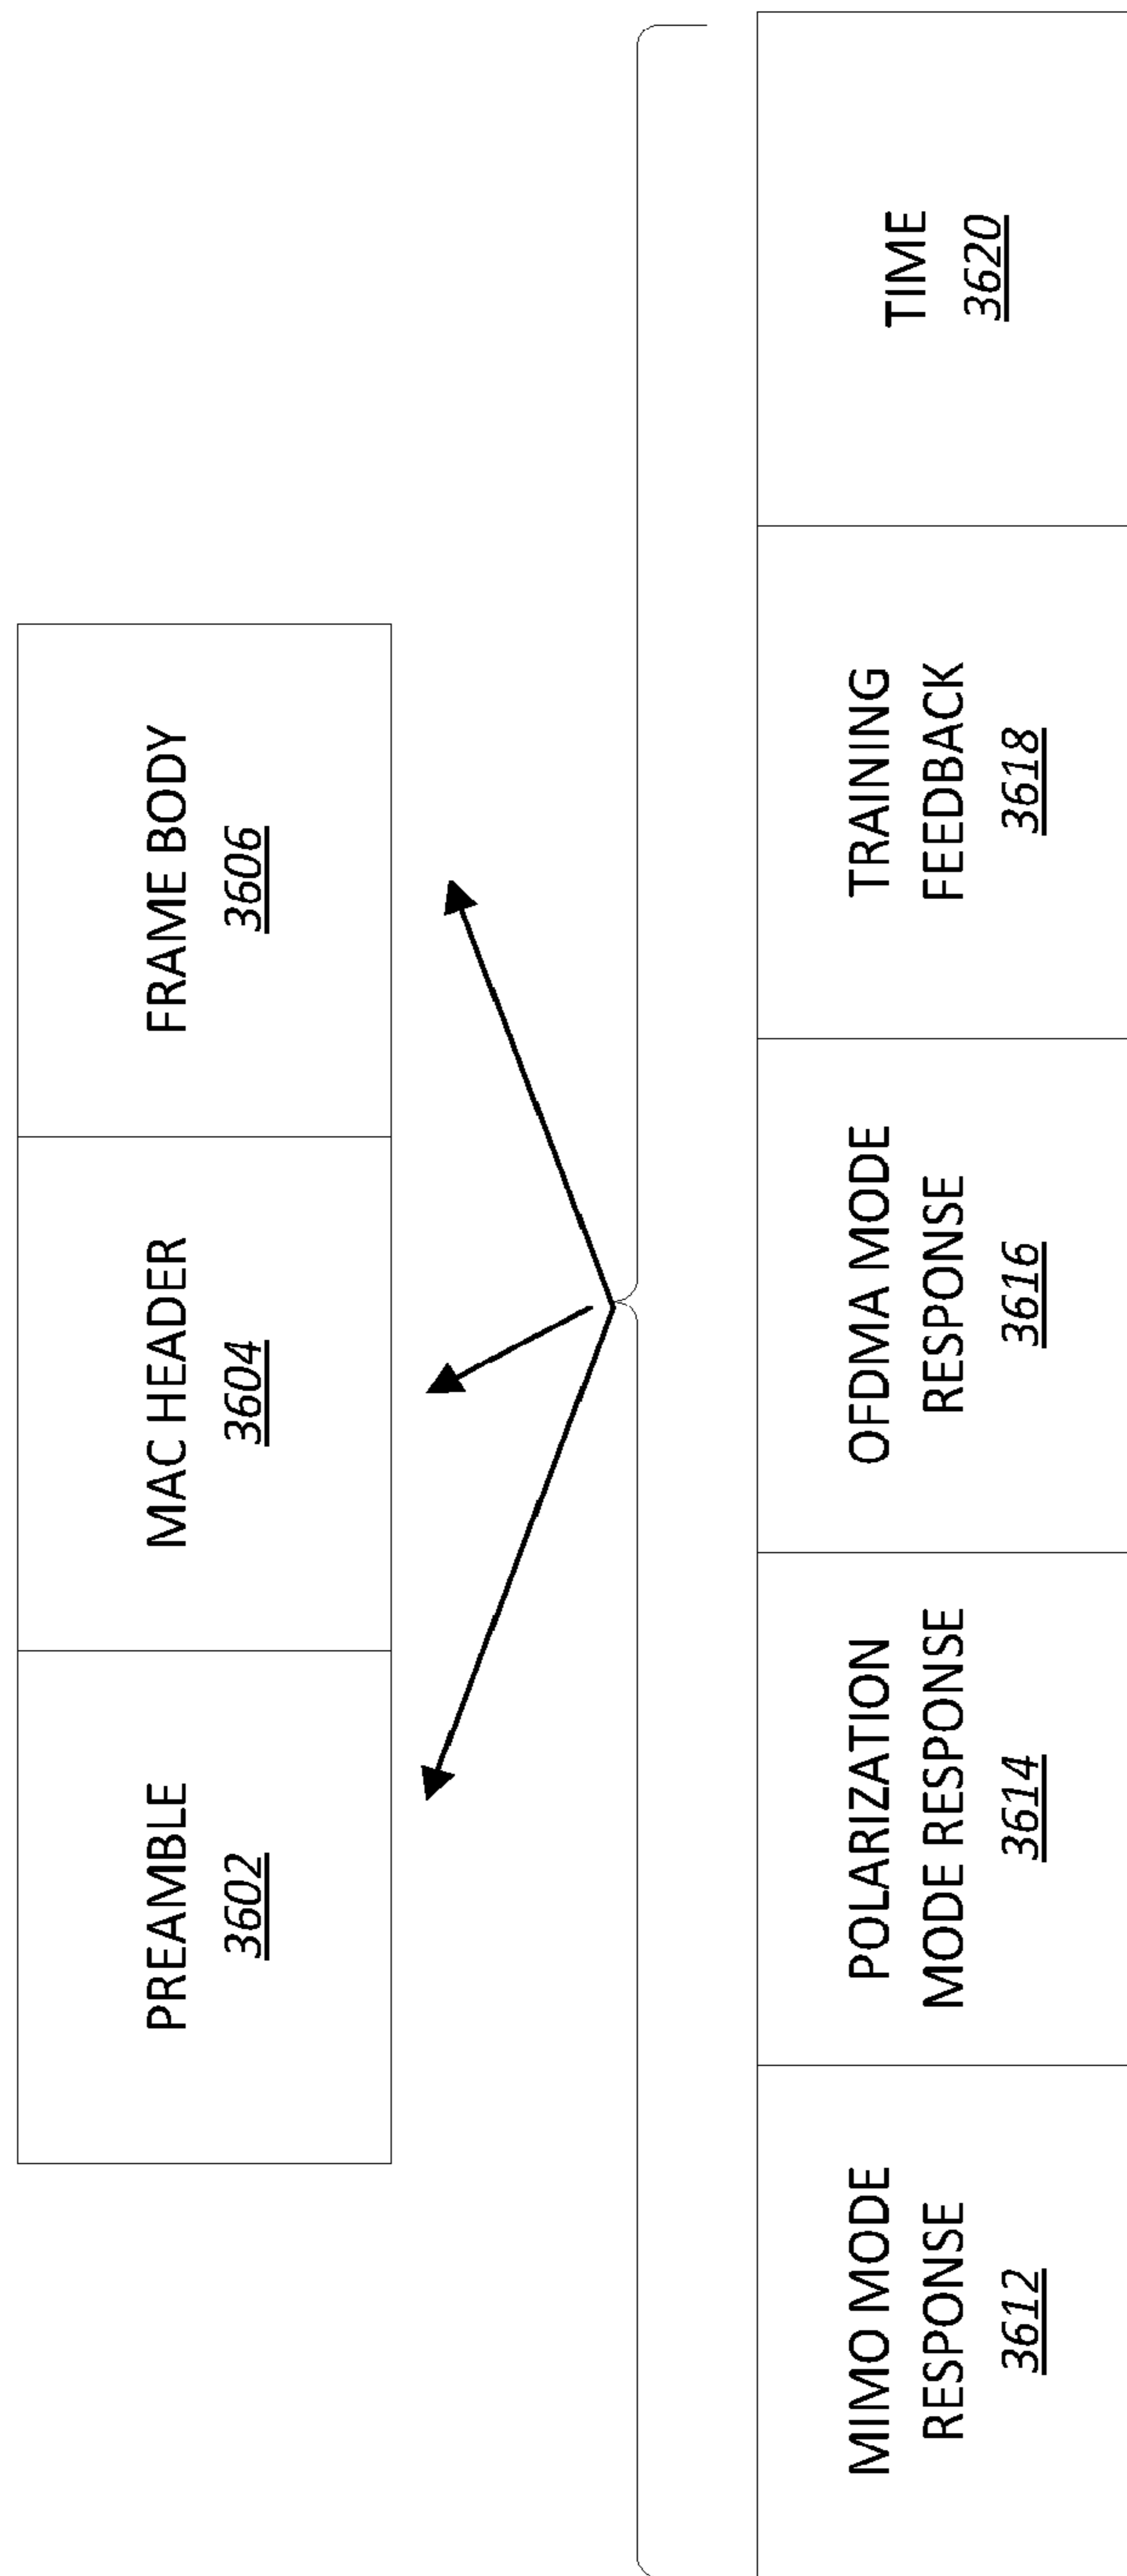 PREAMBLE
3602
MAC HEADER
3604
FRAME BODY
3606
MIMO MODE
RESPONSE
3612
POLARIZATION
MODE RESPONSE
3614
OFDMA MODE
RESPONSE
3616
TRAINING
FEEDBACK
3618
TIME
3620